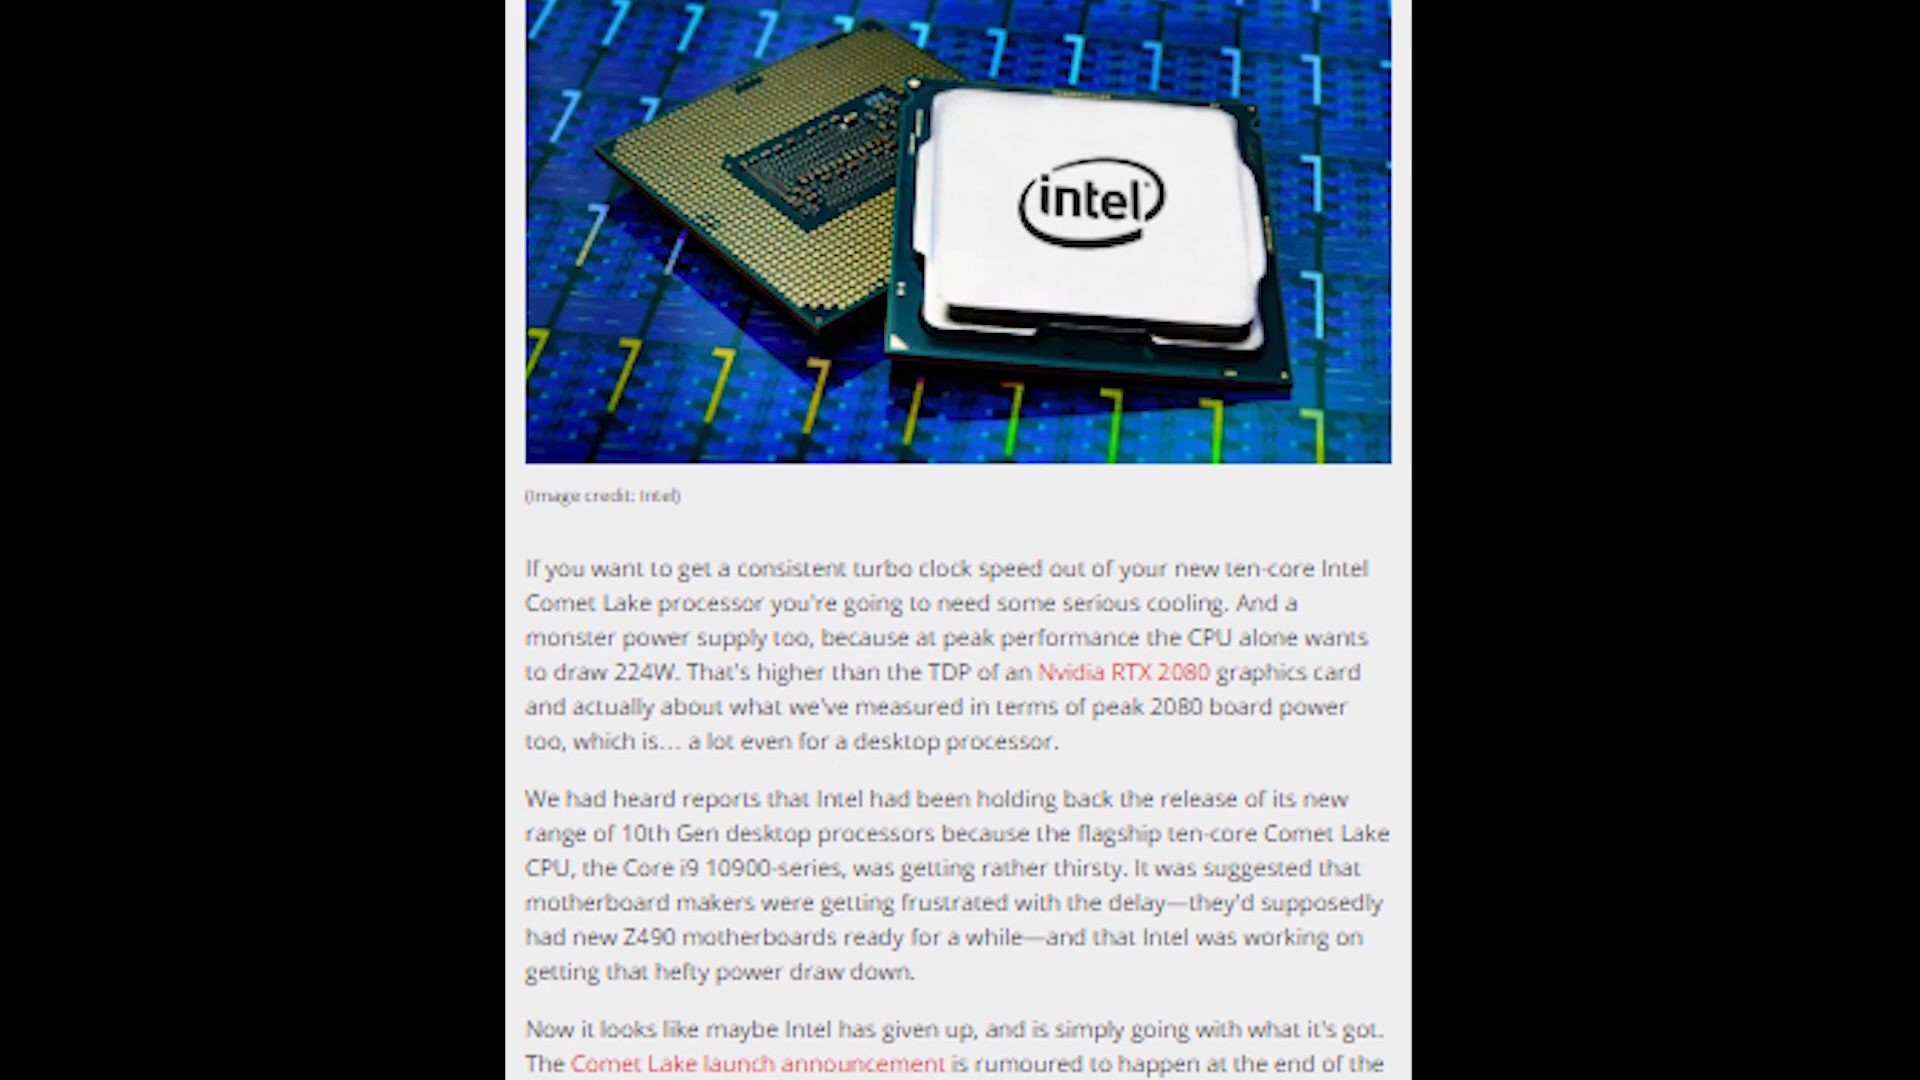 intel
(Image credit: Intel)
If you want to get a consistent turbo clock speed out of your new ten-core Intel
Comet Lake processor you're going to need some serious cooling. And a
monster power supply too, because at peak performance the CPU alone wants
to draw 224W. That's higher than the TDP of an Nvidia RTX 2080 graphics card
and actually about what we've measured in terms of peak 2080 board power
too, which is… a lot even for a desktop processor.
We had heard reports that Intel had been holding back the release of its new
range of 10th Gen desktop processors because the flagship ten-core Comet Lake
CPU, the Core i9 10900-series, was getting rather thirsty. It was suggested that
motherboard makers were getting frustrated with the delay—they'd supposedly
had new Z490 motherboards ready for a while—and that Intel was working on
getting that hefty power draw down.
Now it looks like maybe Intel has given up, and is simply going with what it's got.
The Comet Lake launch announcement is rumoured to happen at the end of the